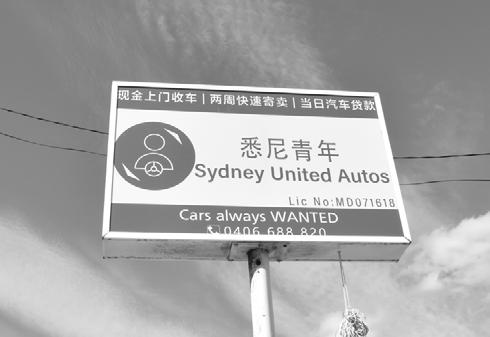 现金上门收车 | 两周快速寄卖 | 当日汽车贷款
悉尼青年
Sydney United Autos
Lic No:MD071618
Cars always WANTED
0406 688 820